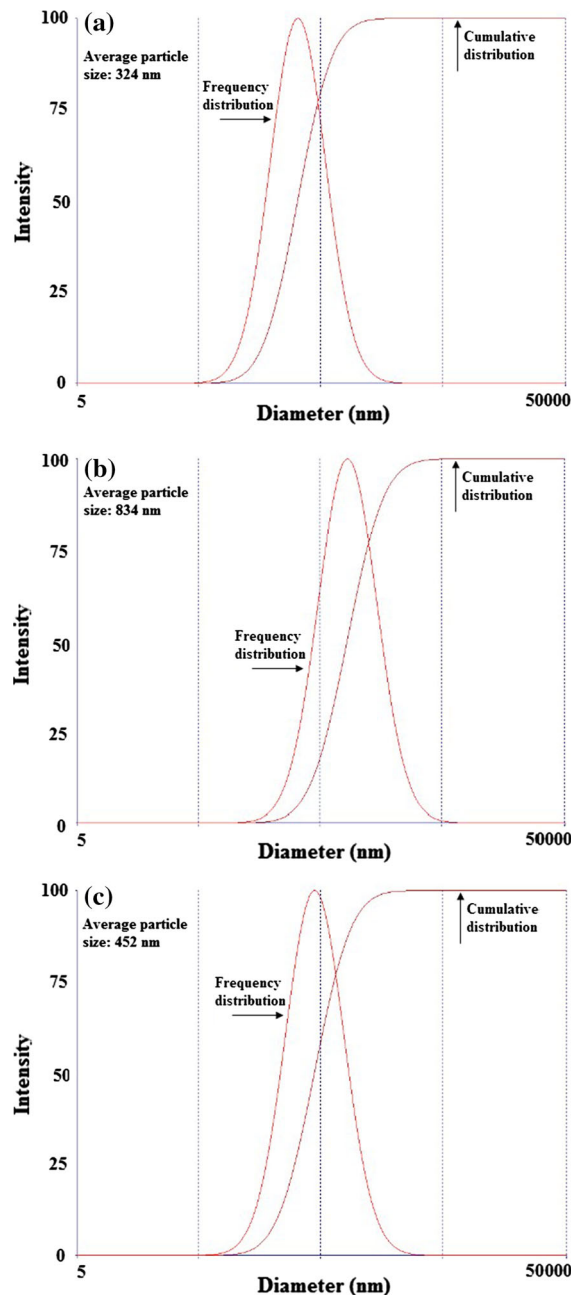 (a)
Average particle
size: 324 nm
Frequency
distribution
Cumulative
distribution
100
75
50
25
0
Intensity
5
Diameter (nm)
50000
(b)
Average particle
size: 834 nm
Frequency
distribution
Cumulative
distribution
100
75
50
25
0
Intensity
5
Diameter (nm)
50000
(c)
Average particle
size: 452 nm
Frequency
distribution
Cumulative
distribution
100
75
50
25
0
Intensity
5
Diameter (nm)
50000